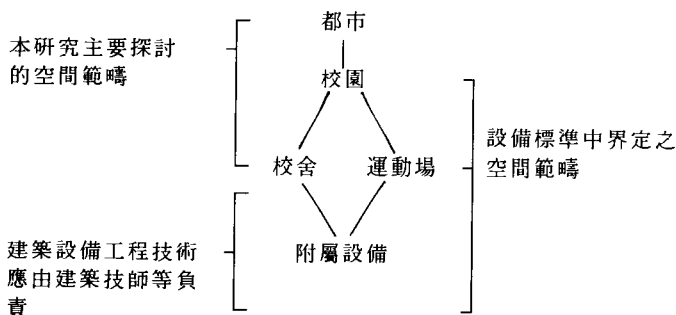 都市
本研究主要探討
的空間範疇
校園
設備標準中界定之
空間範疇
校舍
運動場
建築設備工程技術
應由建築技師等負
責
附屬設備